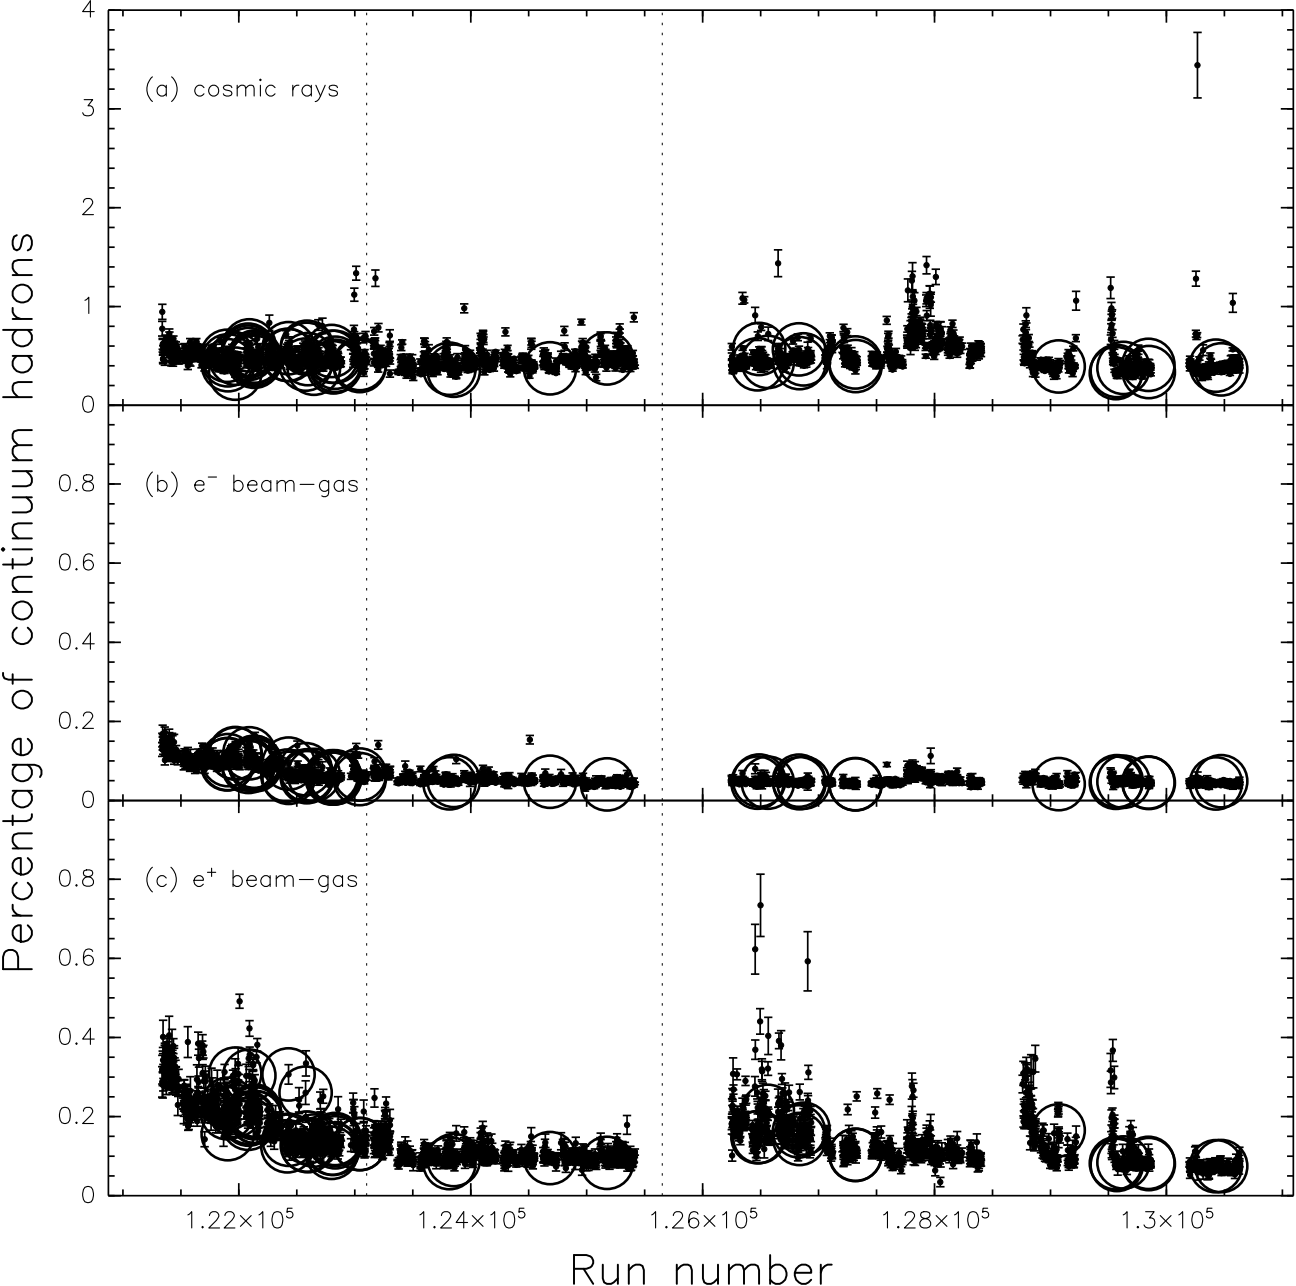 Percentage of continuum hadrons
4
(a) cosmic rays
3
2
1
0
(b) e⁻ beam-gas
0.8
0.6
0.4
0.2
0
(c) e⁺ beam-gas
0.8
0.6
0.4
0.2
0
1.22×10⁵ 1.24×10⁵ 1.26×10⁵ 1.28×10⁵ 1.3×10⁵
Run number